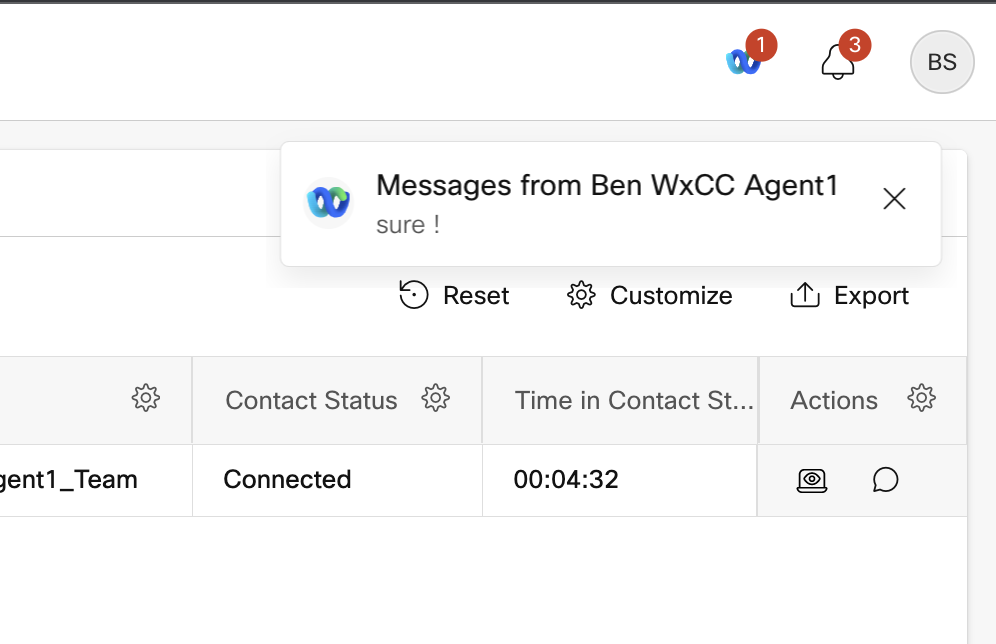 1
3
BS
Messages from Ben WxCC Agent1
sure !
Reset
Customize
Export
Contact Status
Time in Contact St...
Actions
gent1_Team
Connected
00:04:32